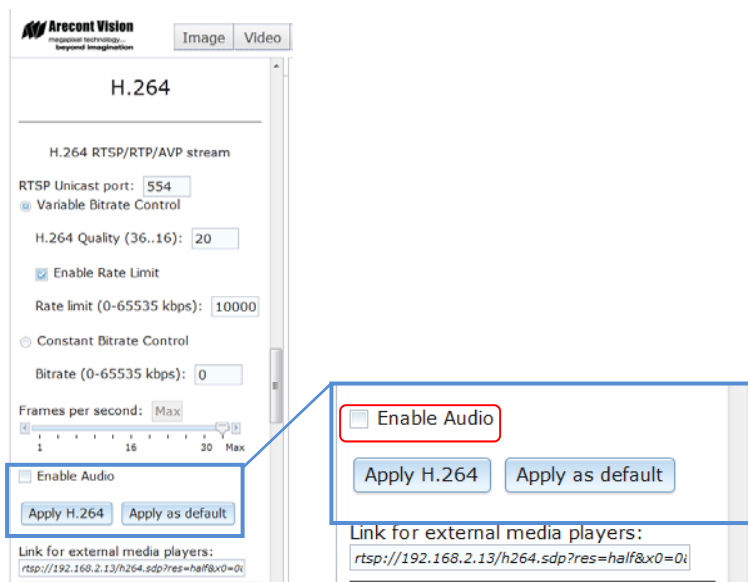 Arecont Vision
megapixel technology...
beyond imagination
Image Video
H.264
H.264 RTSP/RTP/AVP stream
RTSP Unicast port: 554
Variable Bitrate Control
H.264 Quality (36..16): 20
Enable Rate Limit
Rate limit (0-65535 kbps): 10000
Constant Bitrate Control
Bitrate (0-65535 kbps): 0
Frames per second: Max
1 16 30 Max
Enable Audio
Apply H.264 Apply as default
Link for external media players:
rtsp://192.168.2.13/h264.sdp?res=half&x0=0&
Enable Audio
Apply H.264 Apply as default
Link for external media players:
rtsp://192.168.2.13/h264.sdp?res=half&x0=0&